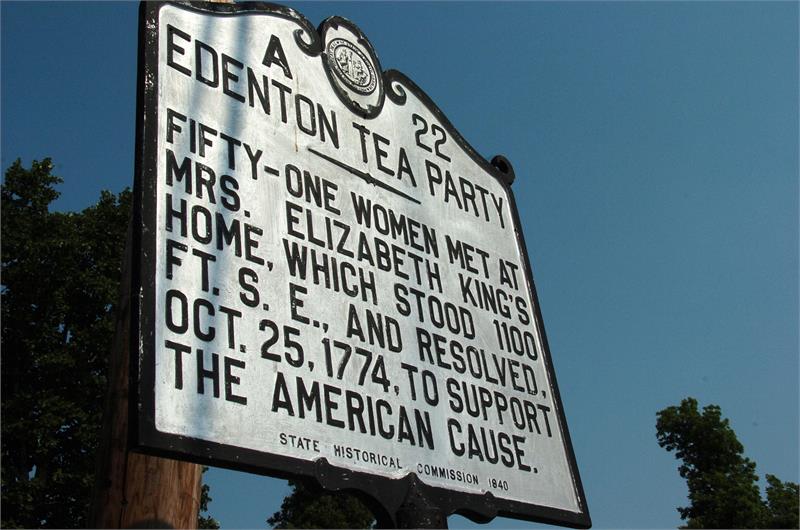 A 22
EDENTON TEA PARTY
FIFTY-ONE WOMEN MET AT
MRS. ELIZABETH KING'S
HOME, WHICH STOOD 1100
FT. S. E., AND RESOLVED,
OCT. 25, 1774, TO SUPPORT
THE AMERICAN CAUSE.
STATE HISTORICAL COMMISSION 1940